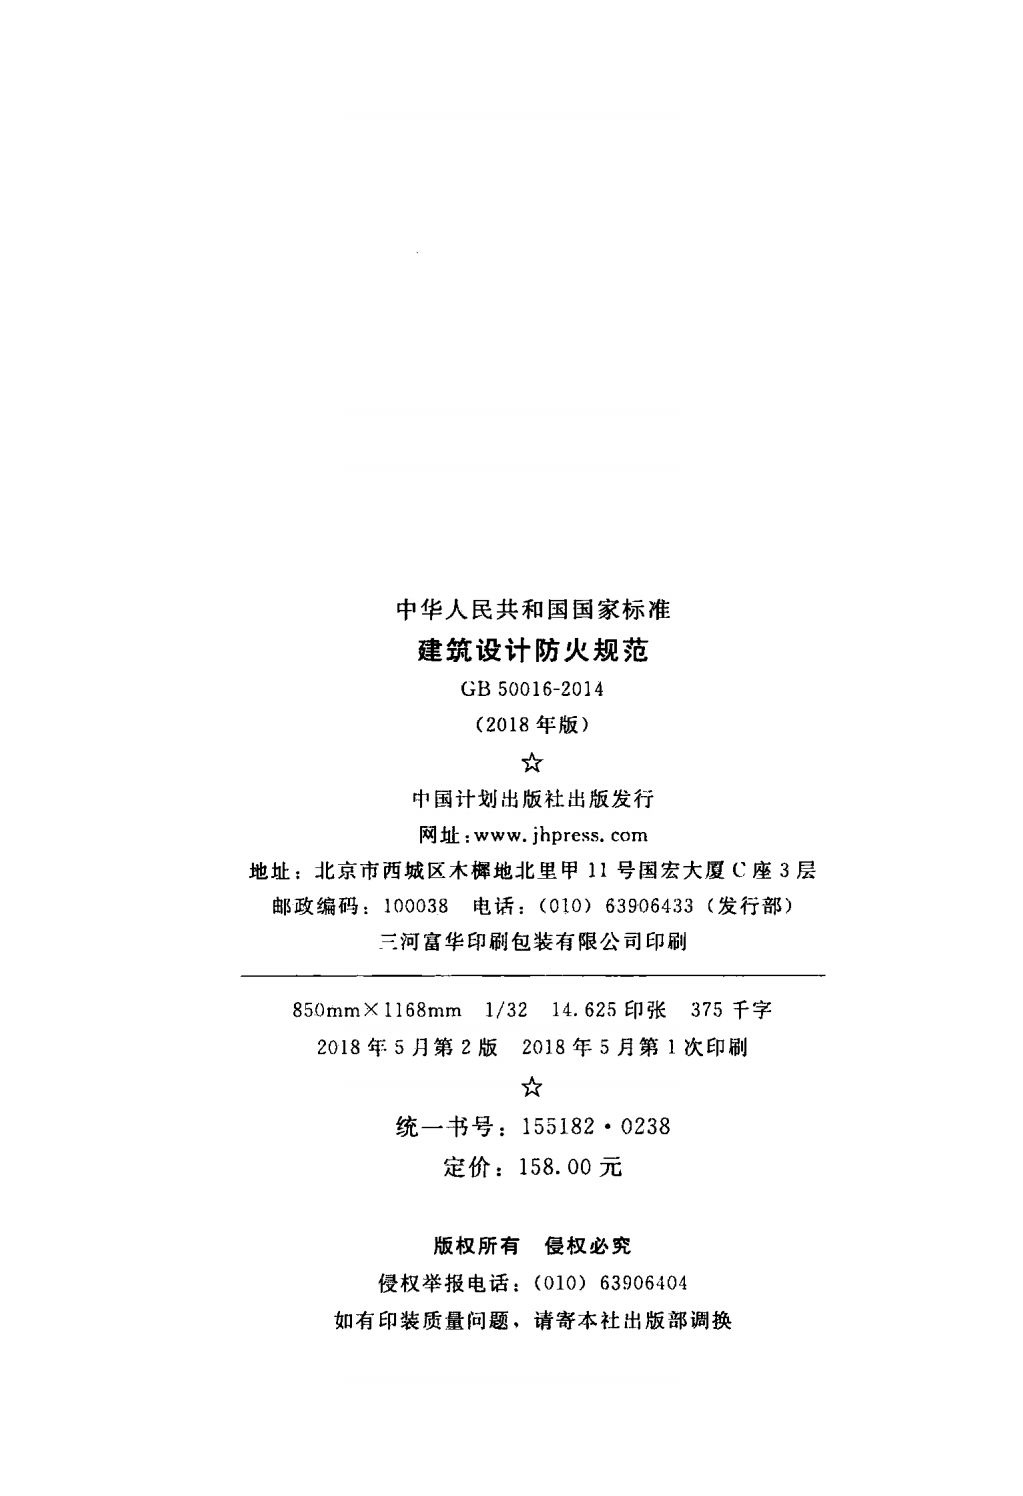 中华人民共和国国家标准
建筑设计防火规范
GB 50016-2014
（2018 年版）
☆
中国计划出版社出版发行
网址:www.jhpress.com
地址：北京市西城区木樨地北里甲 11 号国宏大厦 C 座 3 层
邮政编码：100038　电话：（010）63906433（发行部）
三河富华印刷包装有限公司印刷
850mm×1168mm　1/32　14.625 印张　375 千字
2018 年 5 月第 2 版　2018 年 5 月第 1 次印刷
☆
统一书号：155182·0238
定价：158.00 元
版权所有　侵权必究
侵权举报电话：（010）63906404
如有印装质量问题，请寄本社出版部调换